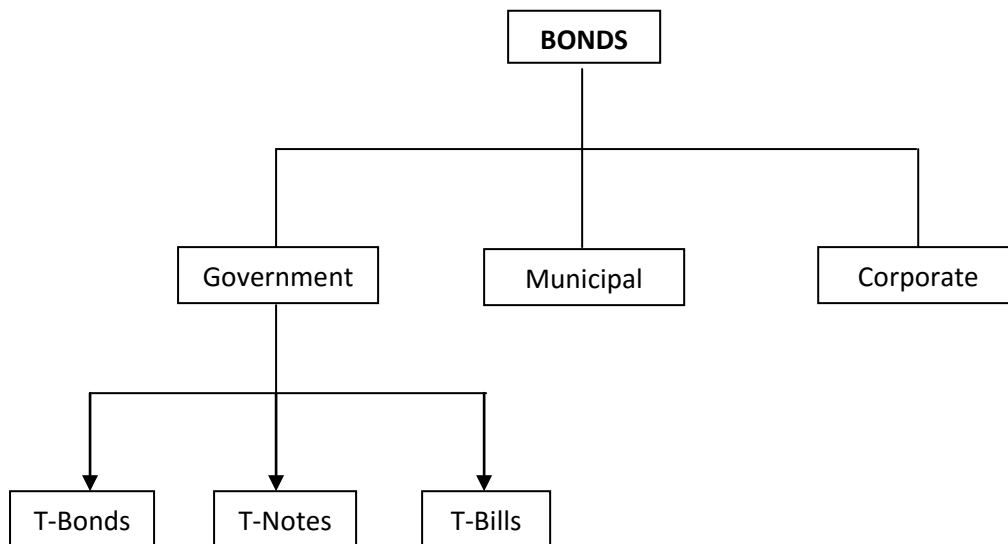 BONDS
Government
Municipal
Corporate
T-Bonds
T-Notes
T-Bills